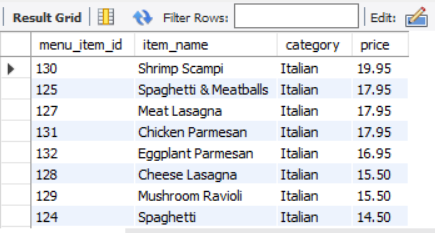 Result Grid Filter Rows: Edit:
menu_item_id item_name category price
130 Shrimp Scampi Italian 19.95
125 Spaghetti & Meatballs Italian 17.95
127 Meat Lasagna Italian 17.95
131 Chicken Parmesan Italian 17.95
132 Eggplant Parmesan Italian 16.95
128 Cheese Lasagna Italian 15.50
129 Mushroom Ravioli Italian 15.50
124 Spaghetti Italian 14.50